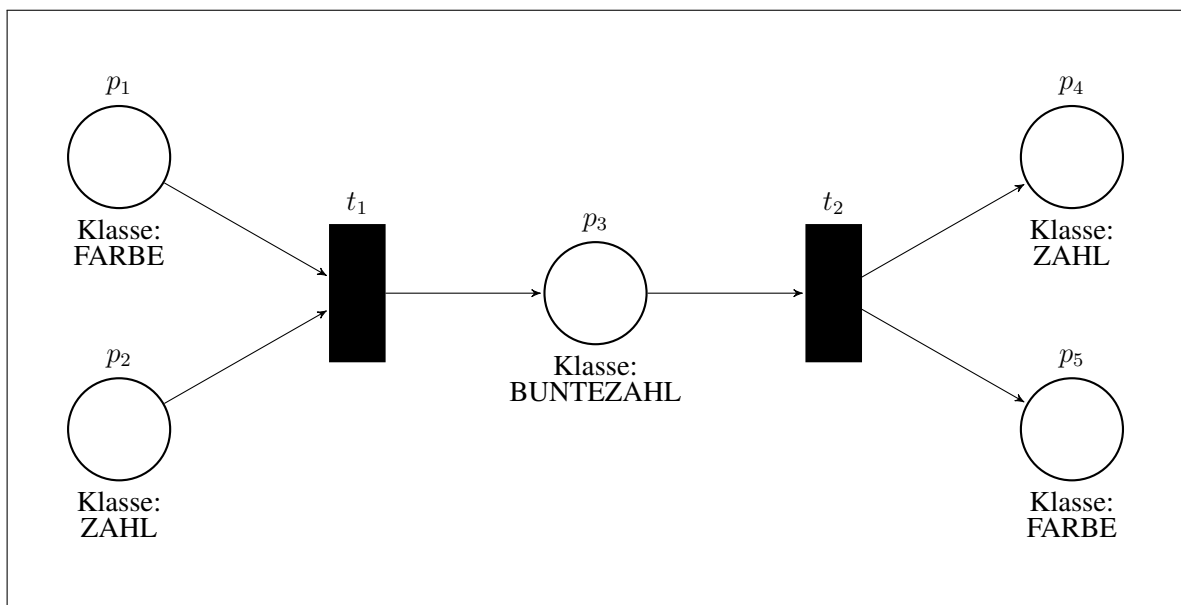 p1
Klasse:
FARBE
p2
Klasse:
ZAHL
t1
p3
Klasse:
BUNTEZAHL
t2
p4
Klasse:
ZAHL
p5
Klasse:
FARBE